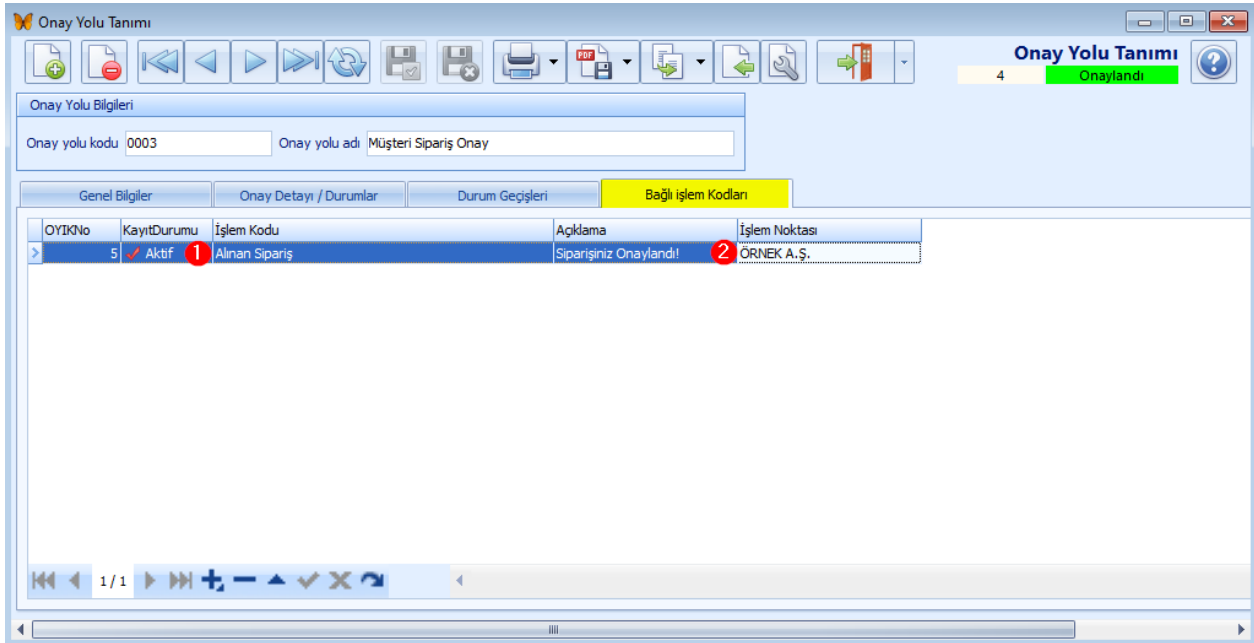 Onay Yolu Tanımı
PDF
Onay Yolu Tanımı
4 Onaylandı
Onay Yolu Bilgileri
Onay yolu kodu 0003 Onay yolu adı Müşteri Sipariş Onay
Genel Bilgiler Onay Detayı / Durumlar Durum Geçişleri Bağlı işlem Kodları
OYIKNo KayıtDurumu İşlem Kodu Açıklama İşlem Noktası
5 Aktif 1 Alınan Sipariş Siparişiniz Onaylandı! 2 ÖRNEK A.Ş.
1 / 1